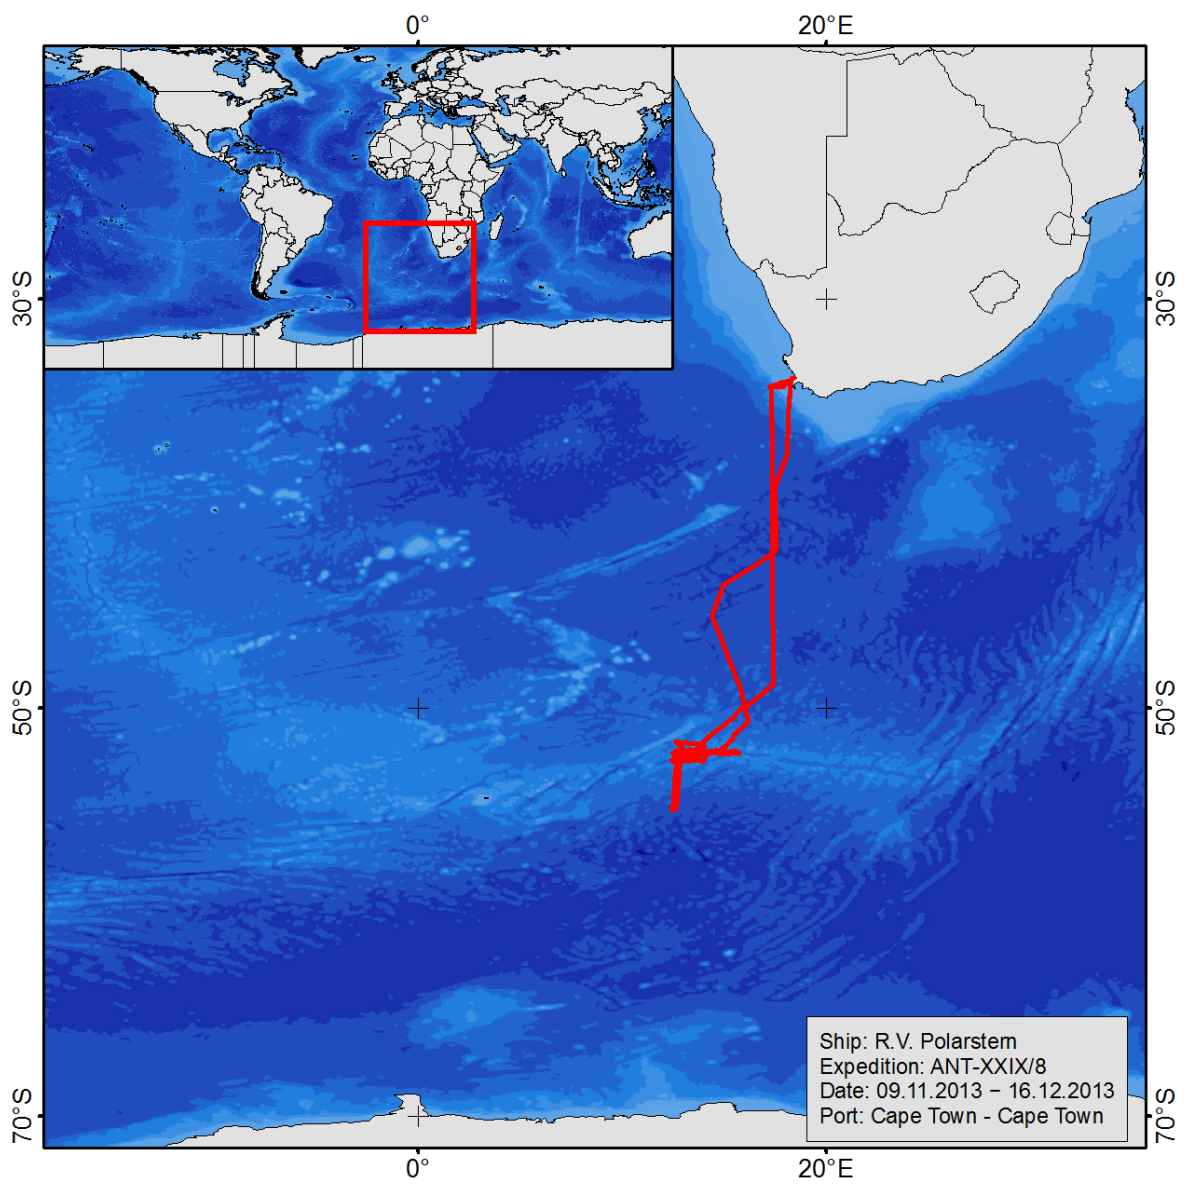 0°
20°E
30°S
30°S
50°S
50°S
70°S
70°S
Ship: R.V. Polarstern
Expedition: ANT-XXIX/8
Date: 09.11.2013 – 16.12.2013
Port: Cape Town - Cape Town
0°
20°E